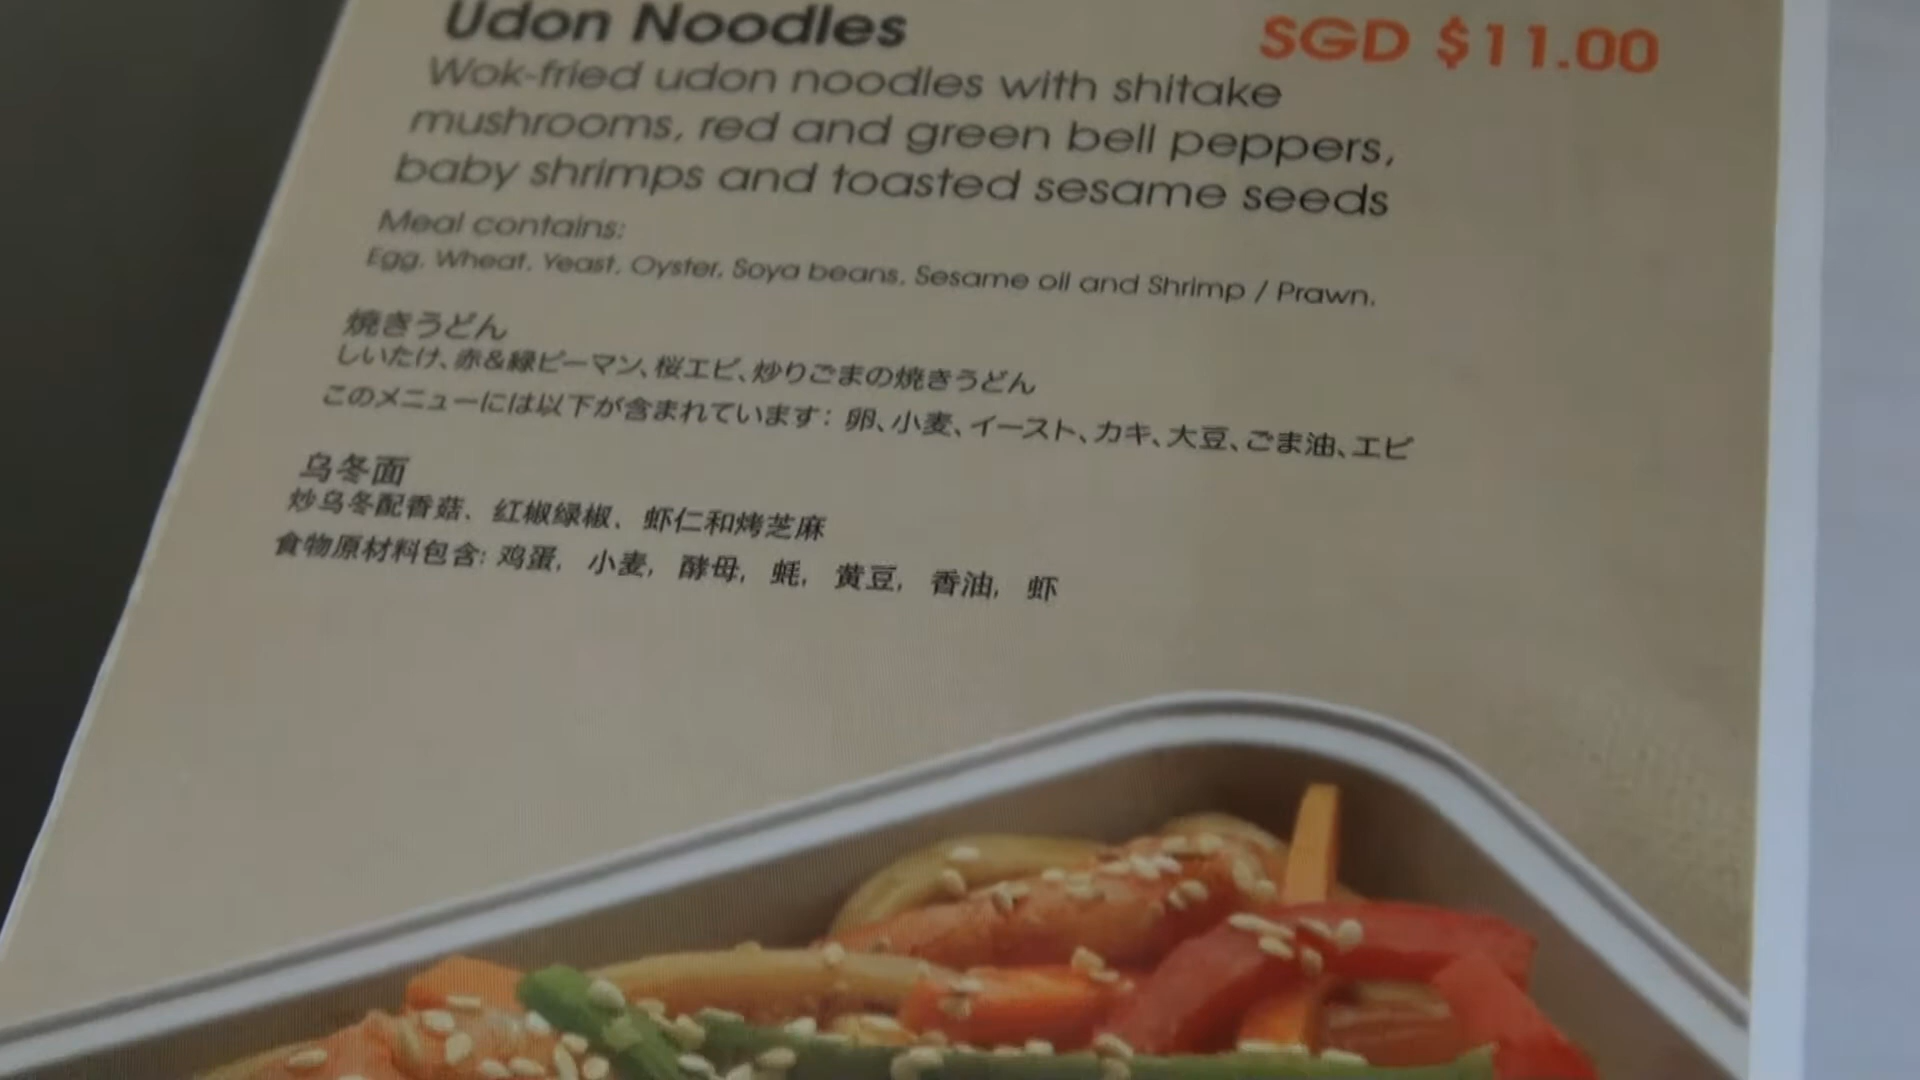 Udon Noodles
SGD $11.00
Wok-fried udon noodles with shitake
mushrooms, red and green bell peppers,
baby shrimps and toasted sesame seeds
Meal contains:
Egg, Wheat, Yeast, Oyster, Soya beans, Sesame oil and Shrimp / Prawn.
焼きうどん
しいたけ、赤&緑ピーマン、桜エビ、炒りごまの焼きうどん
このメニューには以下が含まれています: 卵、小麦、イースト、カキ、大豆、ごま油、エビ
乌冬面
炒乌冬配香菇、红椒绿椒、虾仁和烤芝麻
食物原材料包含: 鸡蛋, 小麦, 酵母, 蚝, 黄豆, 香油, 虾